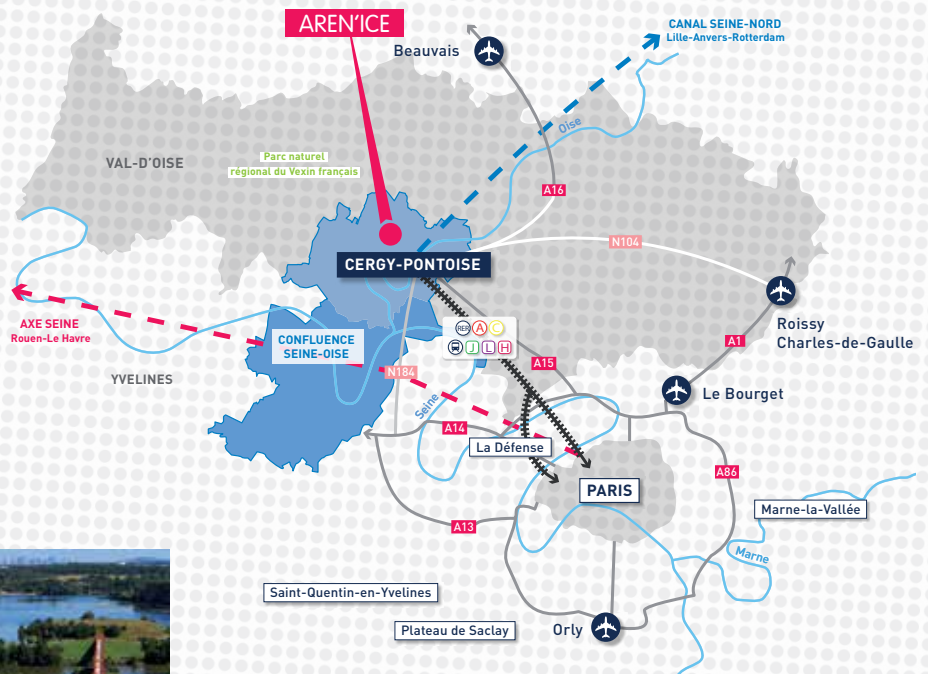 AREN'ICE
CANAL SEINE-NORD
Lille-Anvers-Rotterdam
Beauvais
Oise
VAL-D'OISE
Parc naturel
régional du Vexin français
A16
N104
CERGY-PONTOISE
AXE SEINE
Rouen-Le Havre
Roissy
Charles-de-Gaulle
RER A C
J L H
CONFLUENCE
SEINE-OISE
A1
A15
N184
YVELINES
Le Bourget
Seine
A14
La Défense
A86
PARIS
Marne-la-Vallée
A13
Marne
Saint-Quentin-en-Yvelines
Plateau de Saclay
Orly